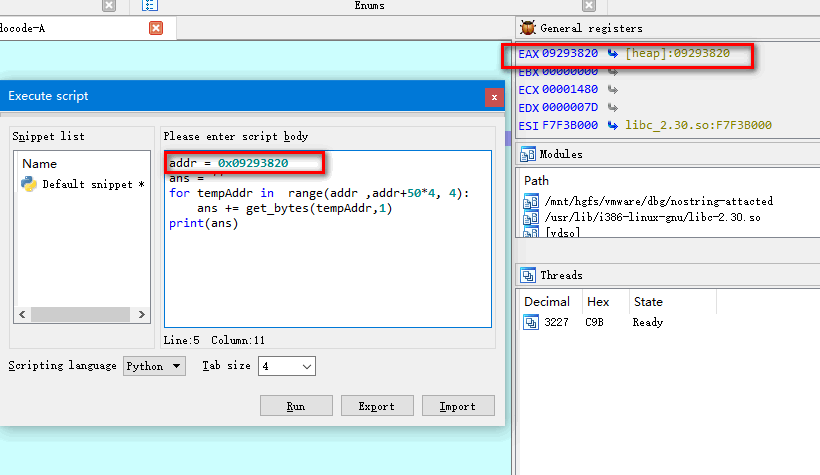 Enums
docode-A
General registers
EAX 09293820 [heap]:09293820
EBX 00000000
ECX 00001480
EDX 0000007D
ESI F7F3B000 libc_2.30.so:F7F3B000
Modules
Path
/mnt/hgfs/vmware/dbg/nostring-attacted
/usr/lib/i386-linux-gnu/libc-2.30.so
[vdso]
Threads
Decimal Hex State
3227 C9B Ready
Execute script
x
Snippet list
Name
Default snippet *
Please enter script body
addr = 0x09293820
ans = ''
for tempAddr in  range(addr ,addr+50*4, 4):
    ans += get_bytes(tempAddr,1)
print(ans)
Line:5 Column:11
Scripting language Python Tab size 4
Run Export Import